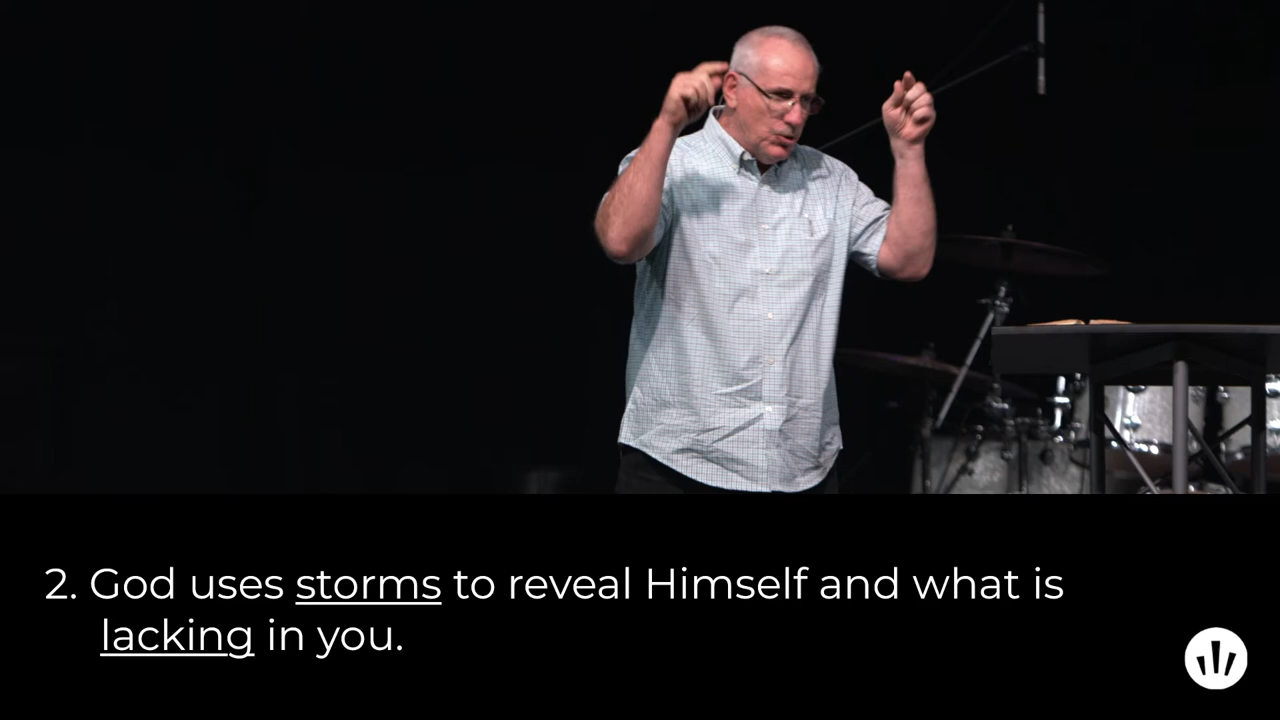 2. God uses storms to reveal Himself and what is
lacking in you.